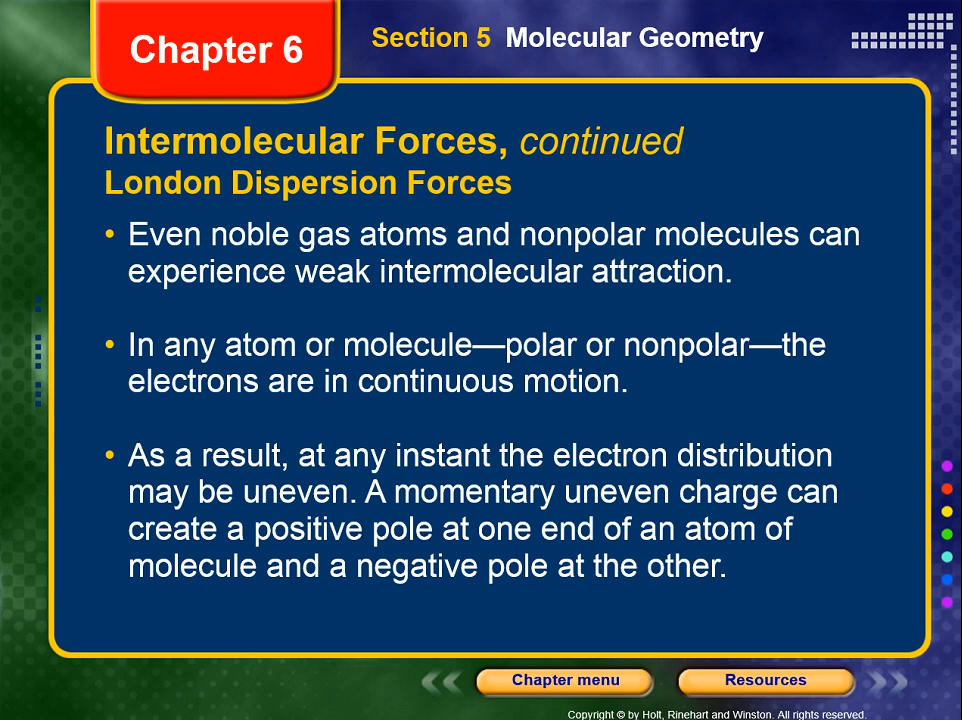 Chapter 6
Section 5 Molecular Geometry
Intermolecular Forces, continued
London Dispersion Forces
• Even noble gas atoms and nonpolar molecules can
experience weak intermolecular attraction.
• In any atom or molecule—polar or nonpolar—the
electrons are in continuous motion.
• As a result, at any instant the electron distribution
may be uneven. A momentary uneven charge can
create a positive pole at one end of an atom of
molecule and a negative pole at the other.
Chapter menu
Resources
Copyright © by Holt, Rinehart and Winston. All rights reserved.